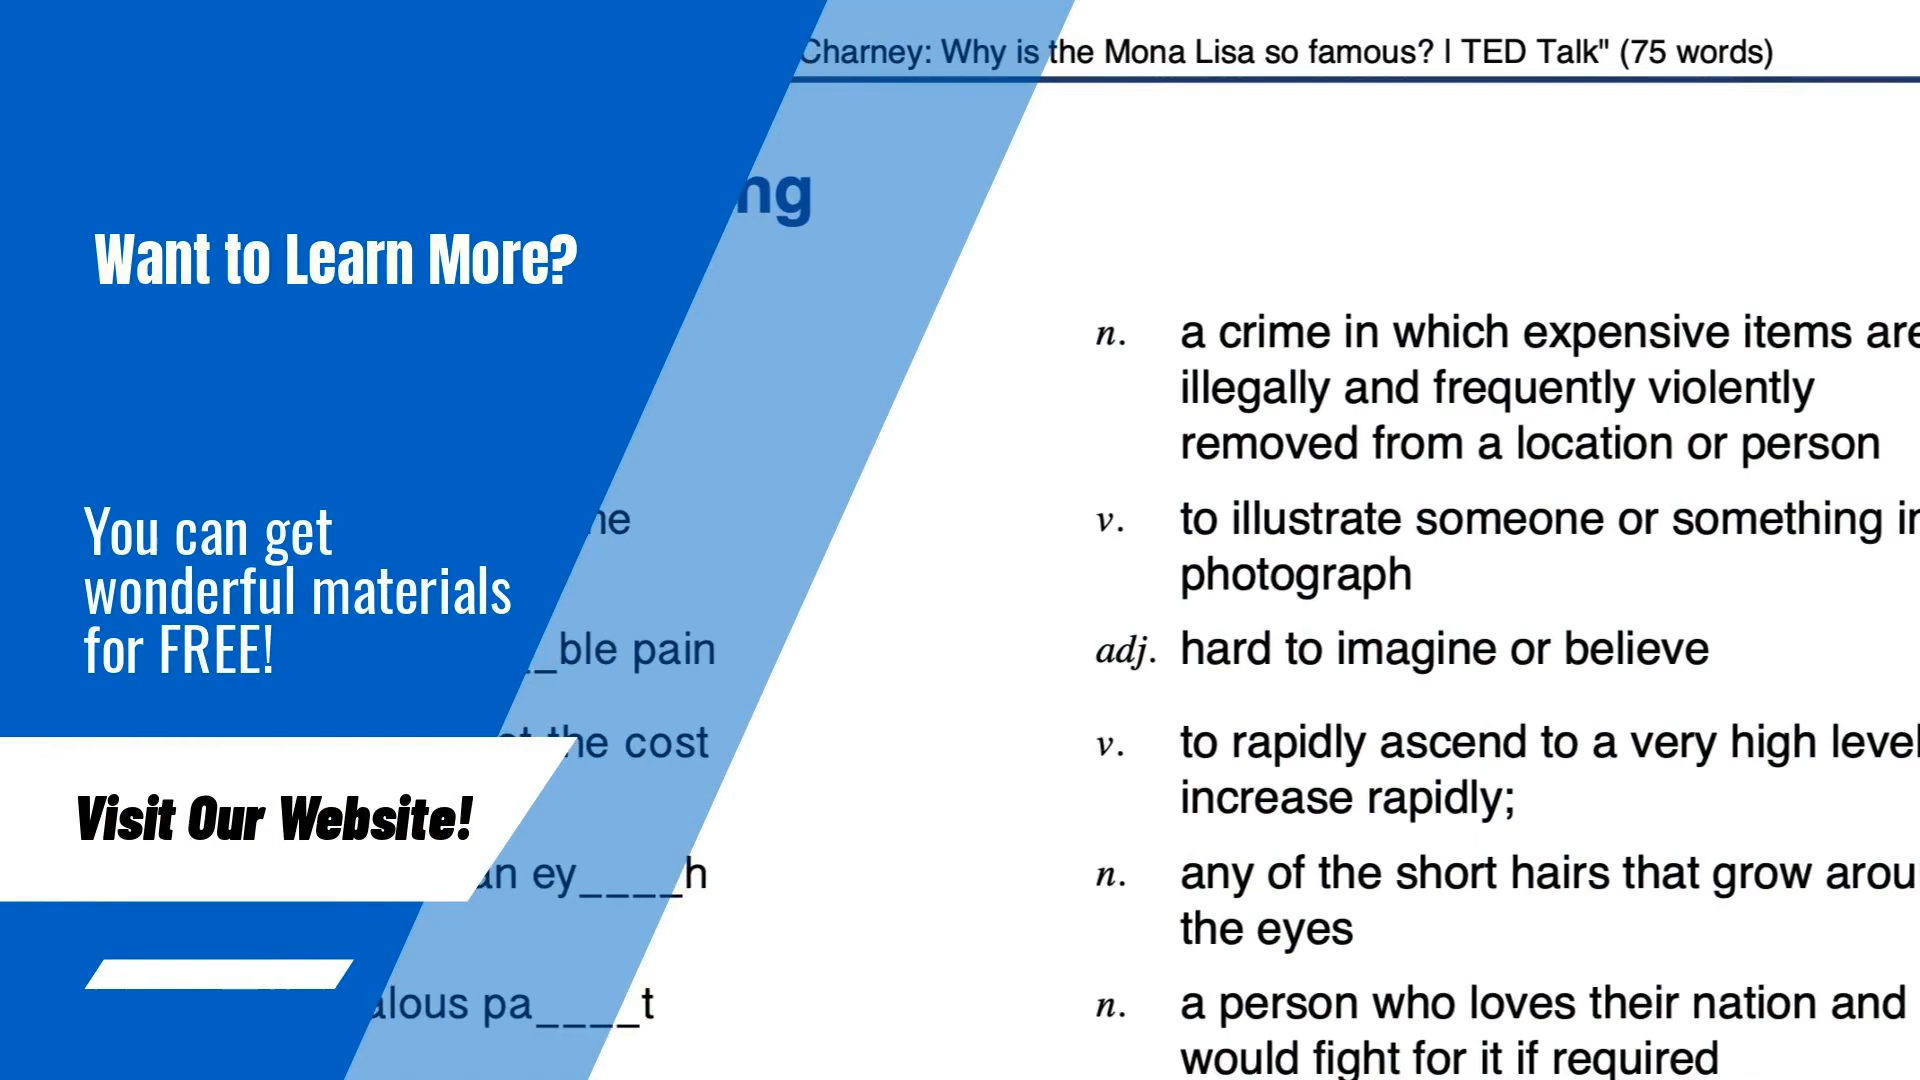 Charney: Why is the Mona Lisa so famous? | TED Talk" (75 words)
ng
Want to Learn More?
You can get
wonderful materials
for FREE!
Visit Our Website!
n. a crime in which expensive items are
illegally and frequently violently
removed from a location or person
v. to illustrate someone or something in
photograph
_ble pain adj. hard to imagine or believe
the cost v. to rapidly ascend to a very high level
increase rapidly;
an ey____h n. any of the short hairs that grow arou
the eyes
alous pa____t n. a person who loves their nation and
would fight for it if required